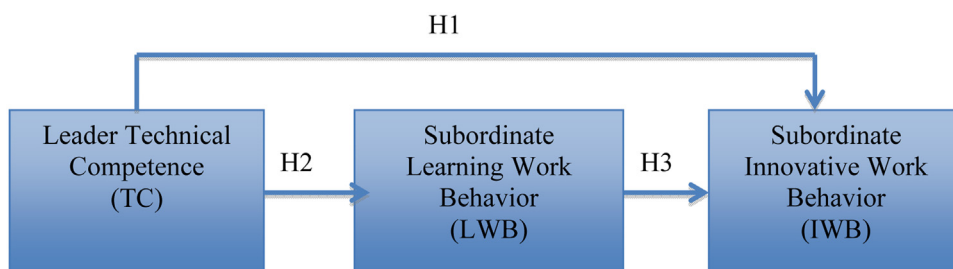 H1
Leader Technical
Competence
(TC)
H2
Subordinate
Learning Work
Behavior
(LWB)
H3
Subordinate
Innovative Work
Behavior
(IWB)